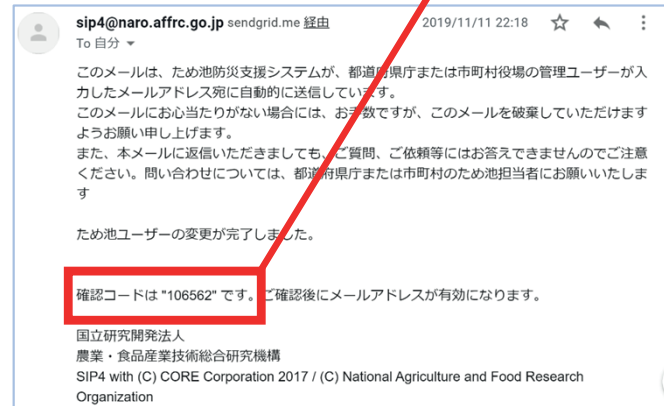 sip4@naro.affrc.go.jp sendgrid.me 経由 2019/11/11 22:18
To 自分
このメールは、ため池防災支援システムが、都道府県庁または市町村役場の管理ユーザーが入
力したメールアドレス宛に自動的に送信しています。
このメールにお心当たりがない場合には、お手数ですが、このメールを破棄していただけます
ようお願い申し上げます。
また、本メールに返信いただきましても、ご質問、ご依頼等にはお答えできませんのでご注意
ください。問い合わせについては、都道府県庁または市町村のため池担当者にお願いいたしま
す
ため池ユーザーの変更が完了しました。
確認コードは "106562" です。ご確認後にメールアドレスが有効になります。
国立研究開発法人
農業・食品産業技術総合研究機構
SIP4 with (C) CORE Corporation 2017 / (C) National Agriculture and Food Research
Organization